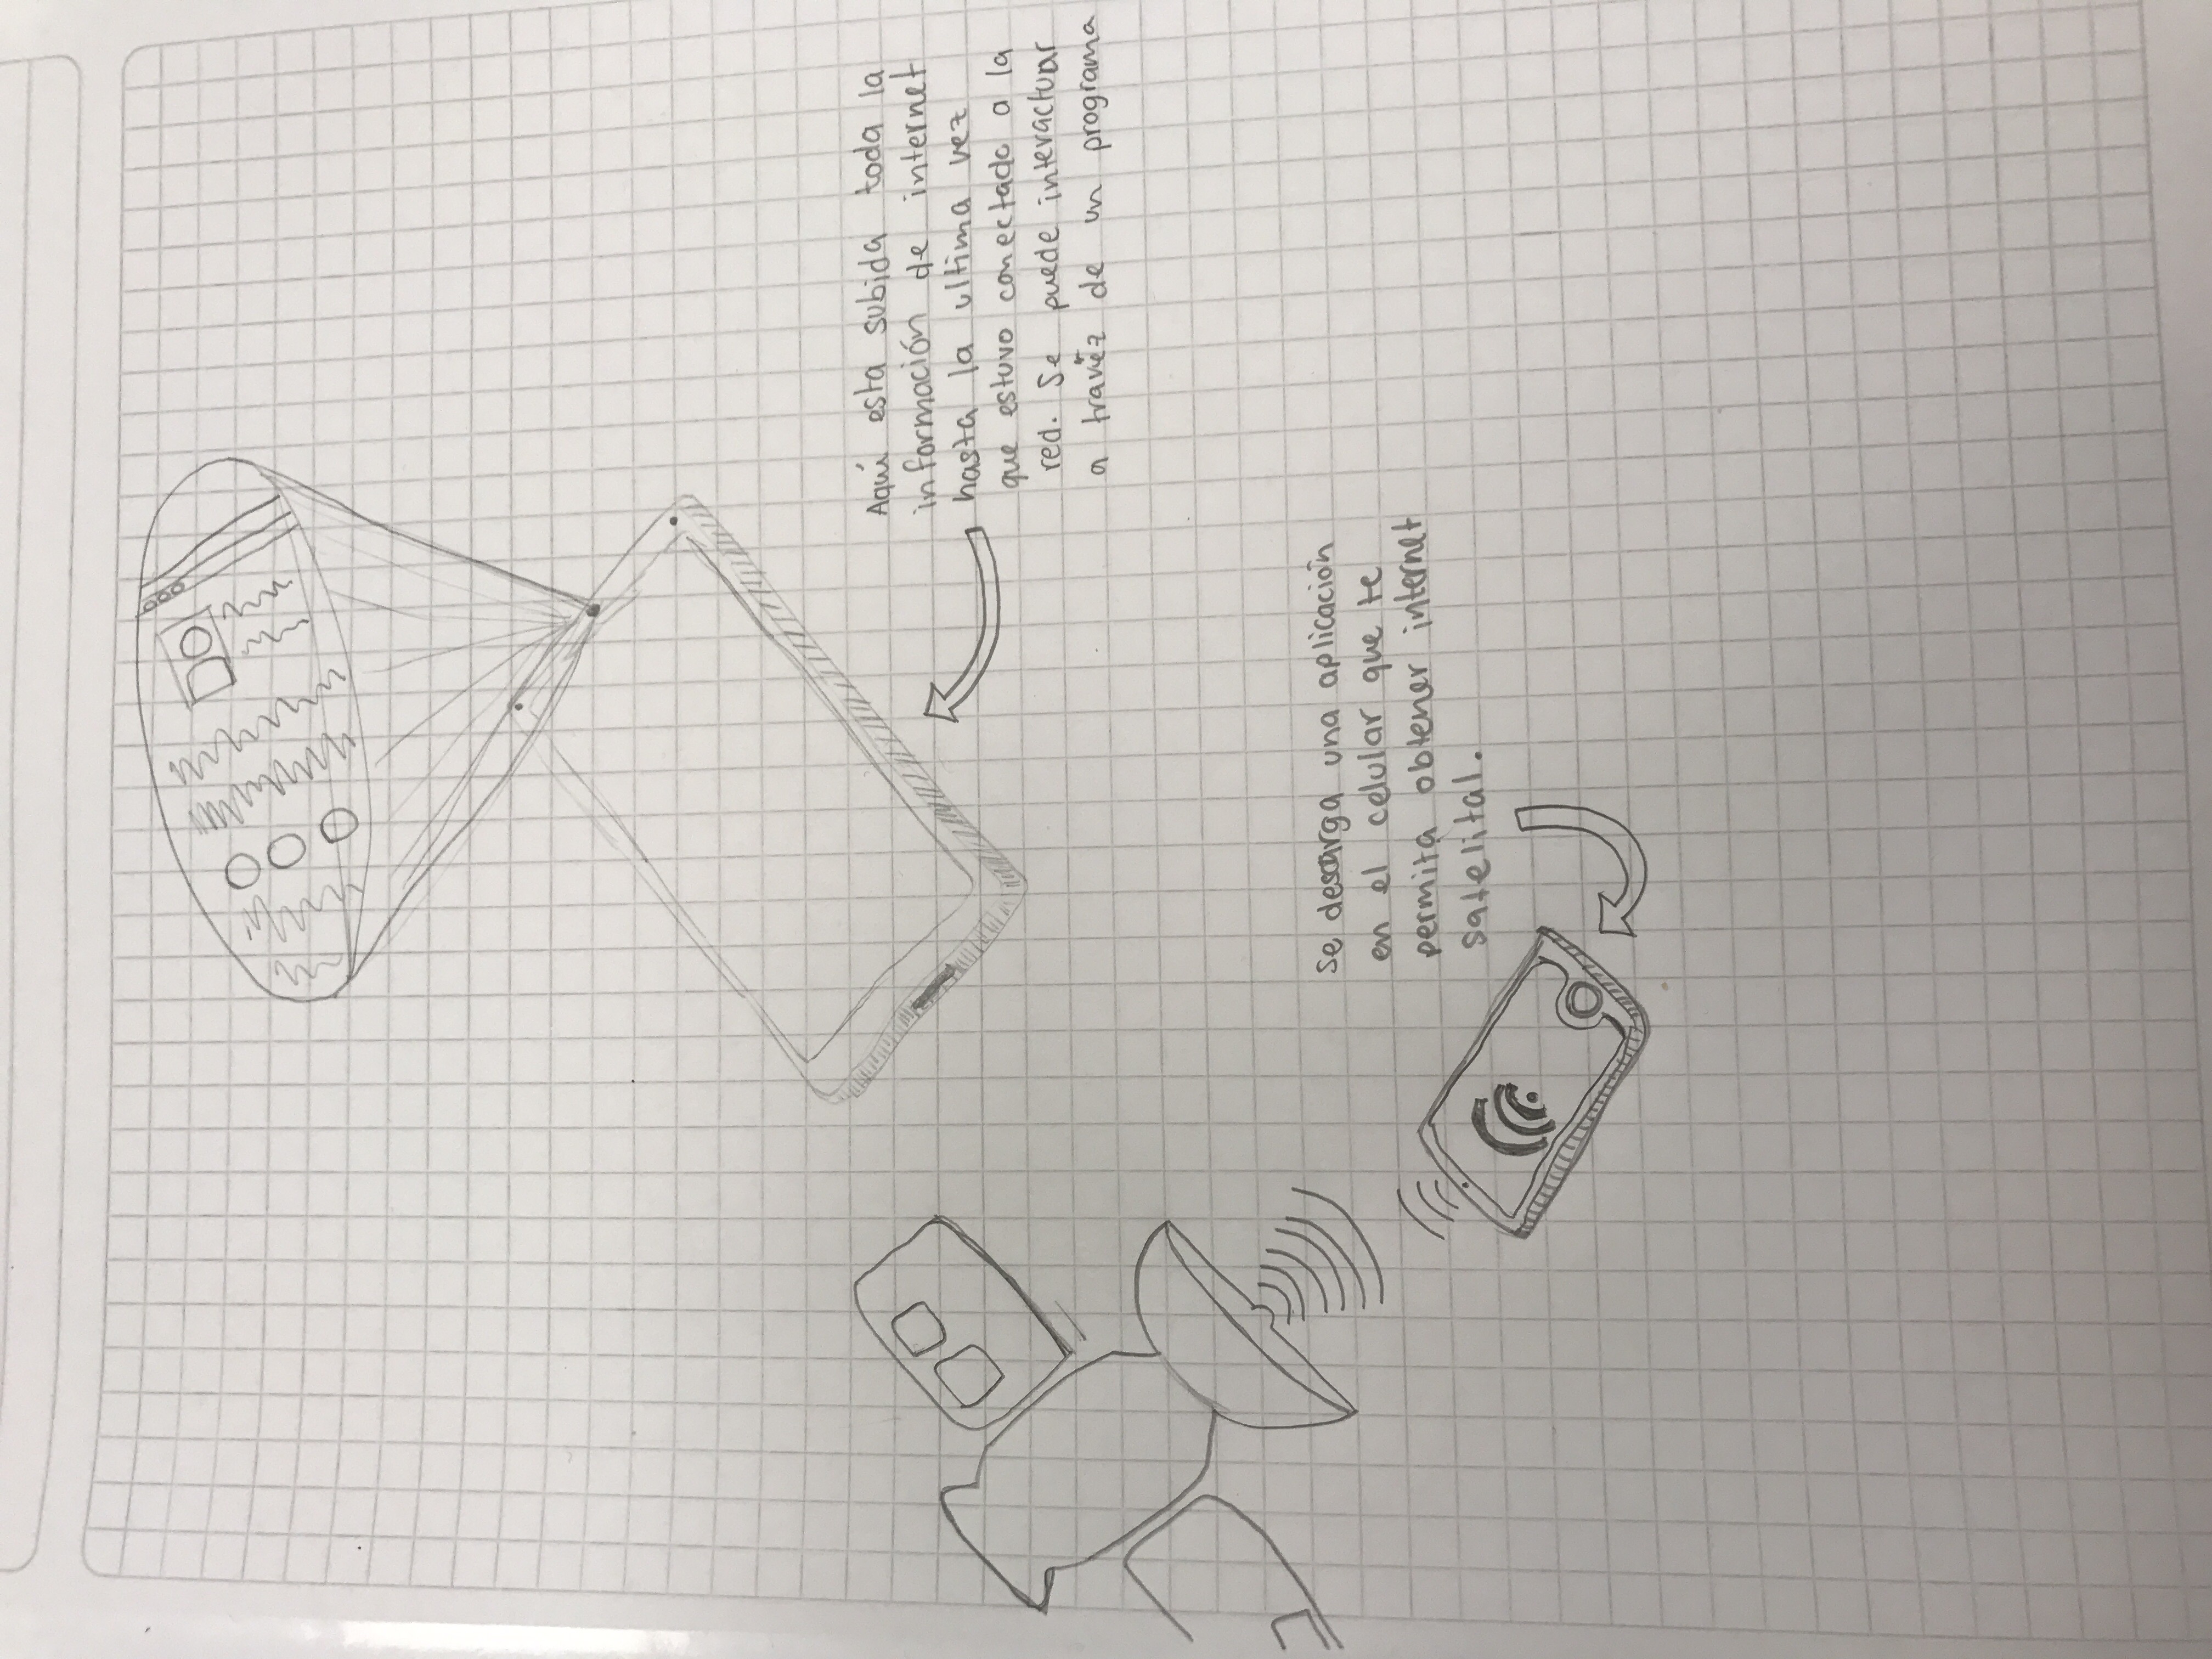 Aquí esta subida toda la
información de internet
hasta la ultima vez
que estuvo conectado a la
red. Se puede interactuar
a travéz de un programa
Se descarga una aplicación
en el celular que te
permita obtener internet
satelital.